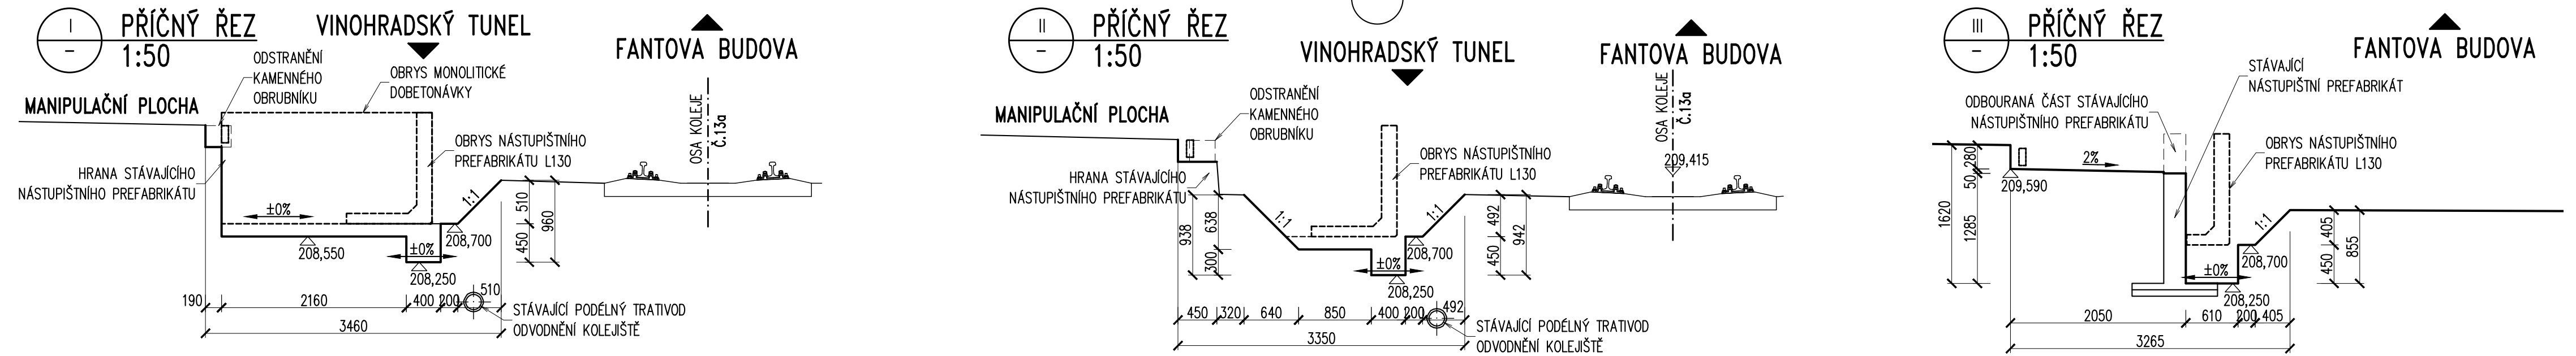 I
–
PŘÍČNÝ ŘEZ
1:50
VINOHRADSKÝ TUNEL
FANTOVA BUDOVA
ODSTRANĚNÍ
KAMENNÉHO
OBRUBNÍKU
OBRYS MONOLITICKÉ
DOBETONÁVKY
MANIPULAČNÍ PLOCHA
OSA KOLEJE
Č.13a
OBRYS NÁSTUPIŠTNÍHO
PREFABRIKÁTU L130
HRANA STÁVAJÍCÍHO
NÁSTUPIŠTNÍHO PREFABRIKÁTU
±0%
1:1
510
960
450
208,700
208,550
±0%
208,250
190
2160
400
200
510
3460
STÁVAJÍCÍ PODÉLNÝ TRATIVOD
ODVODNĚNÍ KOLEJIŠTĚ
II
–
PŘÍČNÝ ŘEZ
1:50
VINOHRADSKÝ TUNEL
FANTOVA BUDOVA
ODSTRANĚNÍ
KAMENNÉHO
OBRUBNÍKU
MANIPULAČNÍ PLOCHA
OSA KOLEJE
Č.13a
209,415
OBRYS NÁSTUPIŠTNÍHO
PREFABRIKÁTU L130
HRANA STÁVAJÍCÍHO
NÁSTUPIŠTNÍHO PREFABRIKÁTU
938
638
300
1:1
1:1
492
450
942
208,700
±0%
208,250
450
320
640
850
400
200
492
3350
STÁVAJÍCÍ PODÉLNÝ TRATIVOD
ODVODNĚNÍ KOLEJIŠTĚ
III
–
PŘÍČNÝ ŘEZ
1:50
FANTOVA BUDOVA
STÁVAJÍCÍ
NÁSTUPIŠTNÍ PREFABRIKÁT
ODBOURANÁ ČÁST STÁVAJÍCÍHO
NÁSTUPIŠTNÍHO PREFABRIKÁTU
OBRYS NÁSTUPIŠTNÍHO
PREFABRIKÁTU L130
2%
280
50
209,590
1620
1285
1:1
405
450
855
208,700
±0%
208,250
2050
610
200
405
3265